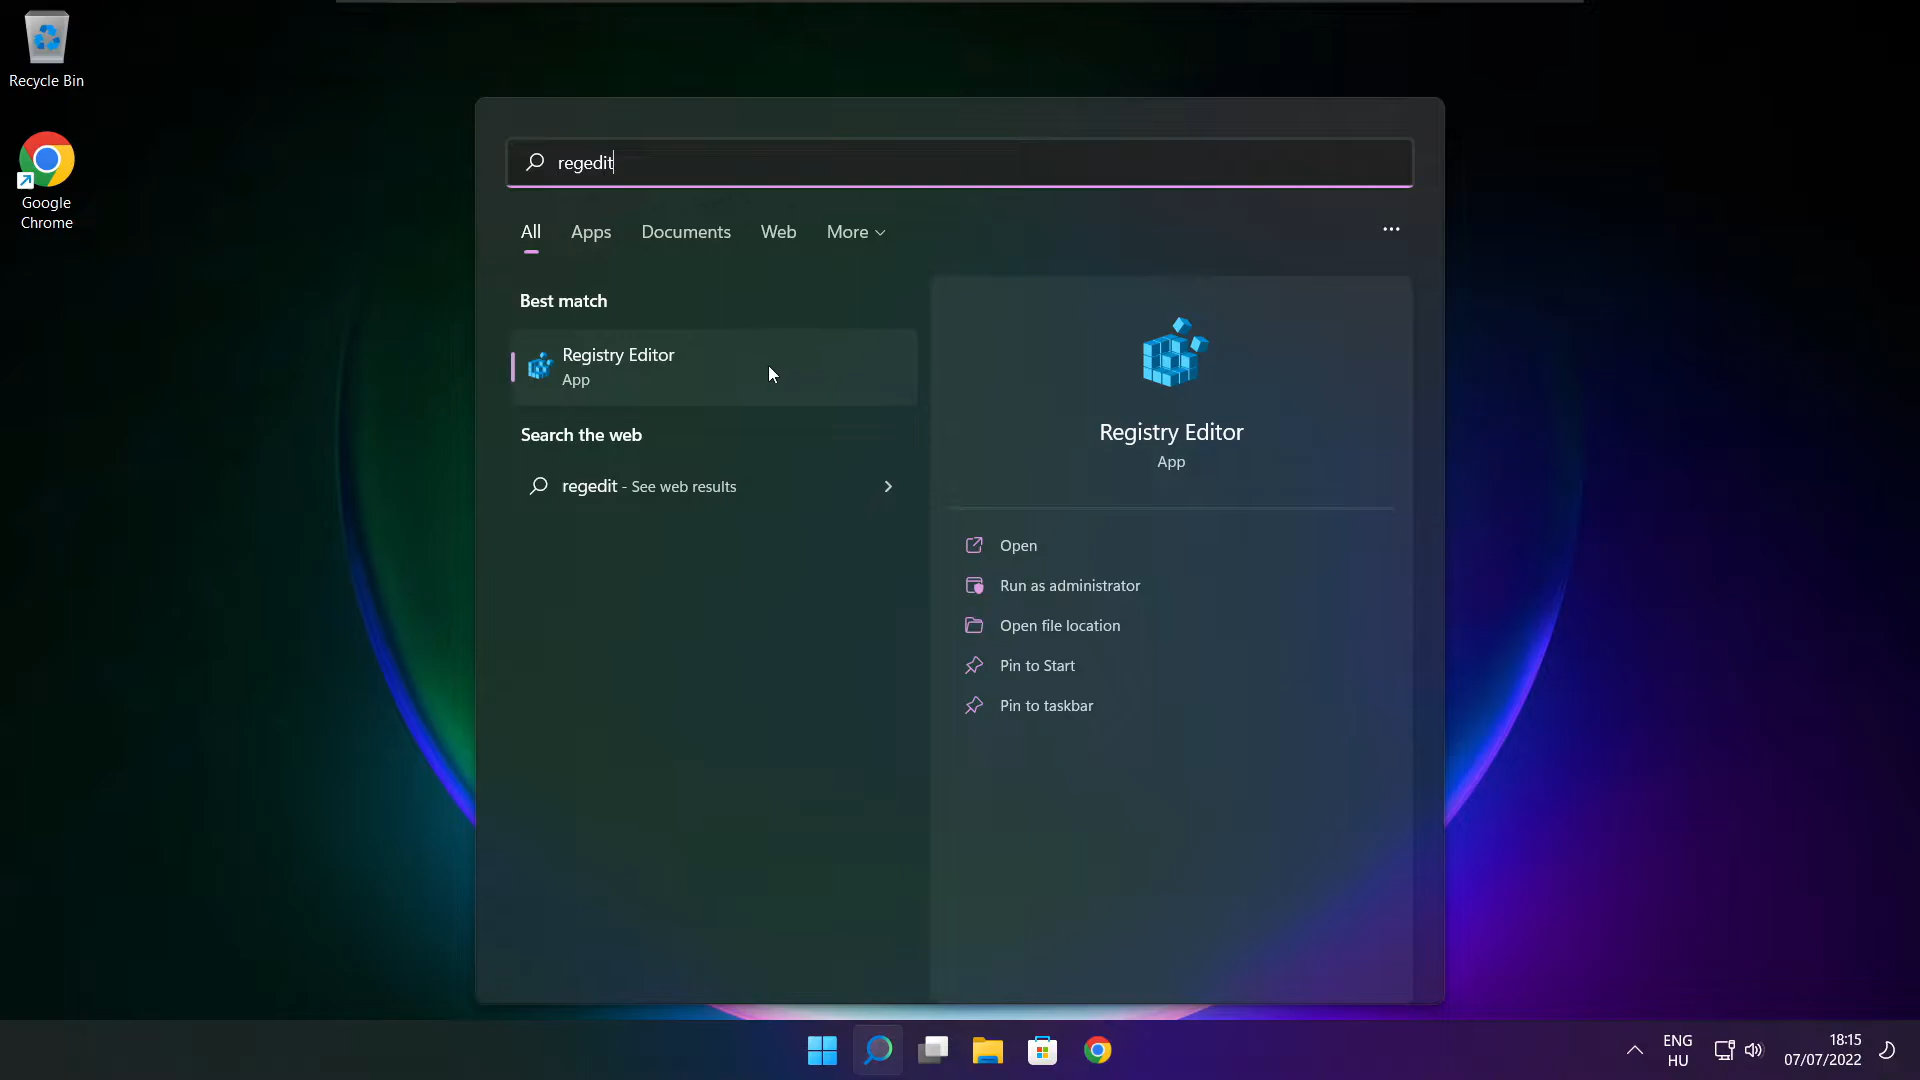 Recycle Bin
Google
Chrome
regedit
All Apps Documents Web More
Best match
Registry Editor
App
Search the web
regedit - See web results
Registry Editor
App
Open
Run as administrator
Open file location
Pin to Start
Pin to taskbar
ENG
HU
18:15
07/07/2022